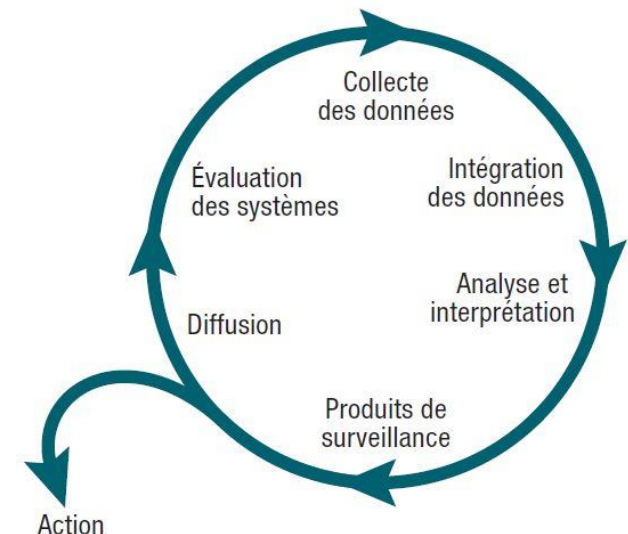 Collecte
des données
Intégration
des données
Analyse et
interprétation
Produits de
surveillance
Diffusion
Évaluation
des systèmes
Action